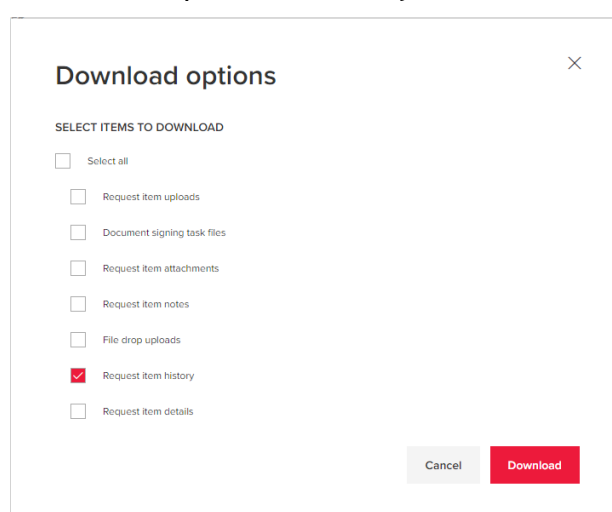 Download options
SELECT ITEMS TO DOWNLOAD
Select all
Request item uploads
Document signing task files
Request item attachments
Request item notes
File drop uploads
Request item history
Request item details
Cancel Download